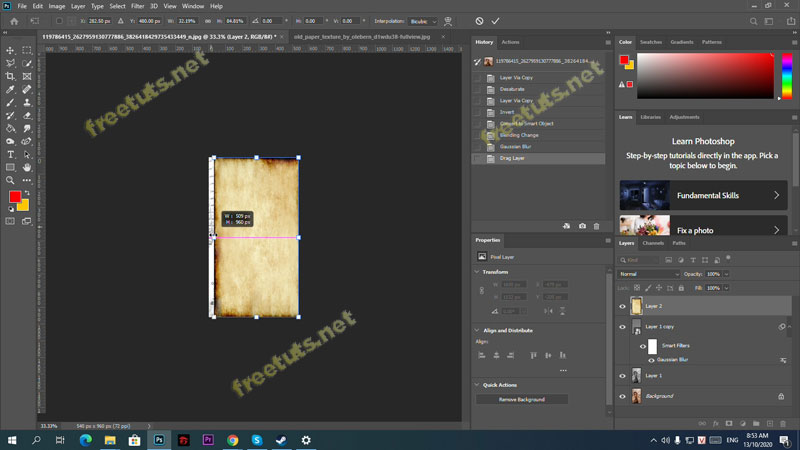 File Edit Image Layer Type Select Filter 3D View Window Help
X: 282.50 px Y: 480.00 px W: 32.19% H: 84.81% 0.00 H: 0.00 V: 0.00 Interpolation: Bicubic
119786415_2627959130777886_3826418429735433449_n.jpg @ 33.3% (Layer 2, RGB/8#) *
old_paper_texture_by_olebern_d1wdu38-fullview.jpg
freetuts.net
W: 509 px
H: 960 px
freetuts.net
33.33% 540 px x 960 px (72 ppi)
History Actions
Layer Via Copy
Desaturate
Layer Via Copy
Invert
Convert to Smart Object
Blending Change
Gaussian Blur
Drag Layer
freetuts.net
Properties
Pixel Layer
Transform
Align and Distribute
Align:
Quick Actions
Remove Background
Color Swatches Gradients Patterns
Learn Libraries Adjustments
Learn Photoshop
Step-by-step tutorials directly in the app. Pick a
topic below to begin.
Fundamental Skills
Fix a photo
Layers Channels Paths
Kind
Normal Opacity: 100%
Lock: Fill: 100%
Layer 2
Layer 1 copy
Smart Filters
Gaussian Blur
Layer 1
Background
ENG
8:53 AM
13/10/2020